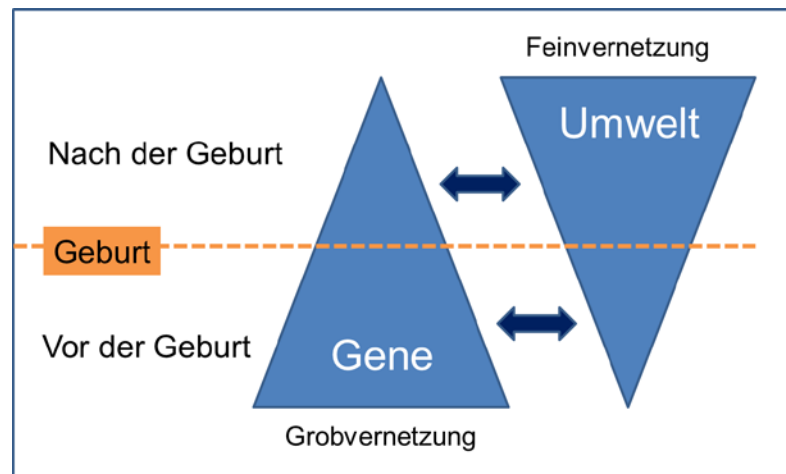 Feinvernetzung
Umwelt
Nach der Geburt
Geburt
Vor der Geburt
Gene
Grobvernetzung